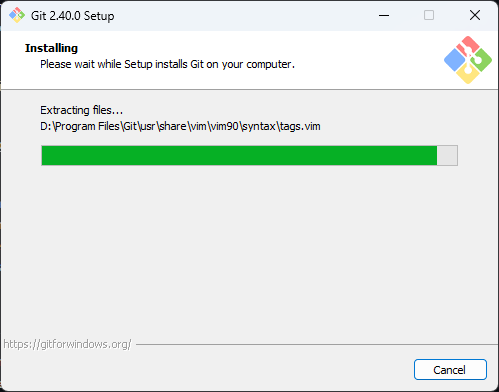 Git 2.40.0 Setup
Installing
Please wait while Setup installs Git on your computer.
Extracting files...
D:\Program Files\Git\usr\share\vim\vim90\syntax\tags.vim
https://gitforwindows.org/
Cancel